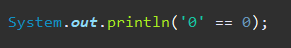 System.out.println('0' == 0);